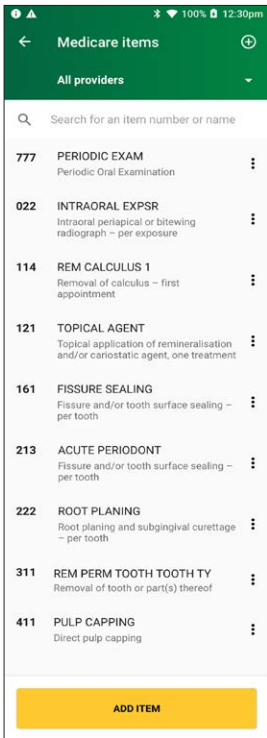 100% 12:30pm
Medicare items
All providers
Search for an item number or name
777 PERIODIC EXAM
Periodic Oral Examination
022 INTRAORAL EXPSR
Intraoral periapical or bitewing
radiograph – per exposure
114 REM CALCULUS 1
Removal of calculus – first
appointment
121 TOPICAL AGENT
Topical application of remineralisation
and/or cariostatic agent, one treatment
161 FISSURE SEALING
Fissure and/or tooth surface sealing –
per tooth
213 ACUTE PERIODONT
Fissure and/or tooth surface sealing –
per tooth
222 ROOT PLANING
Root planing and subgingival curettage
– per tooth
311 REM PERM TOOTH TOOTH TY
Removal of tooth or part(s) thereof
411 PULP CAPPING
Direct pulp capping
ADD ITEM